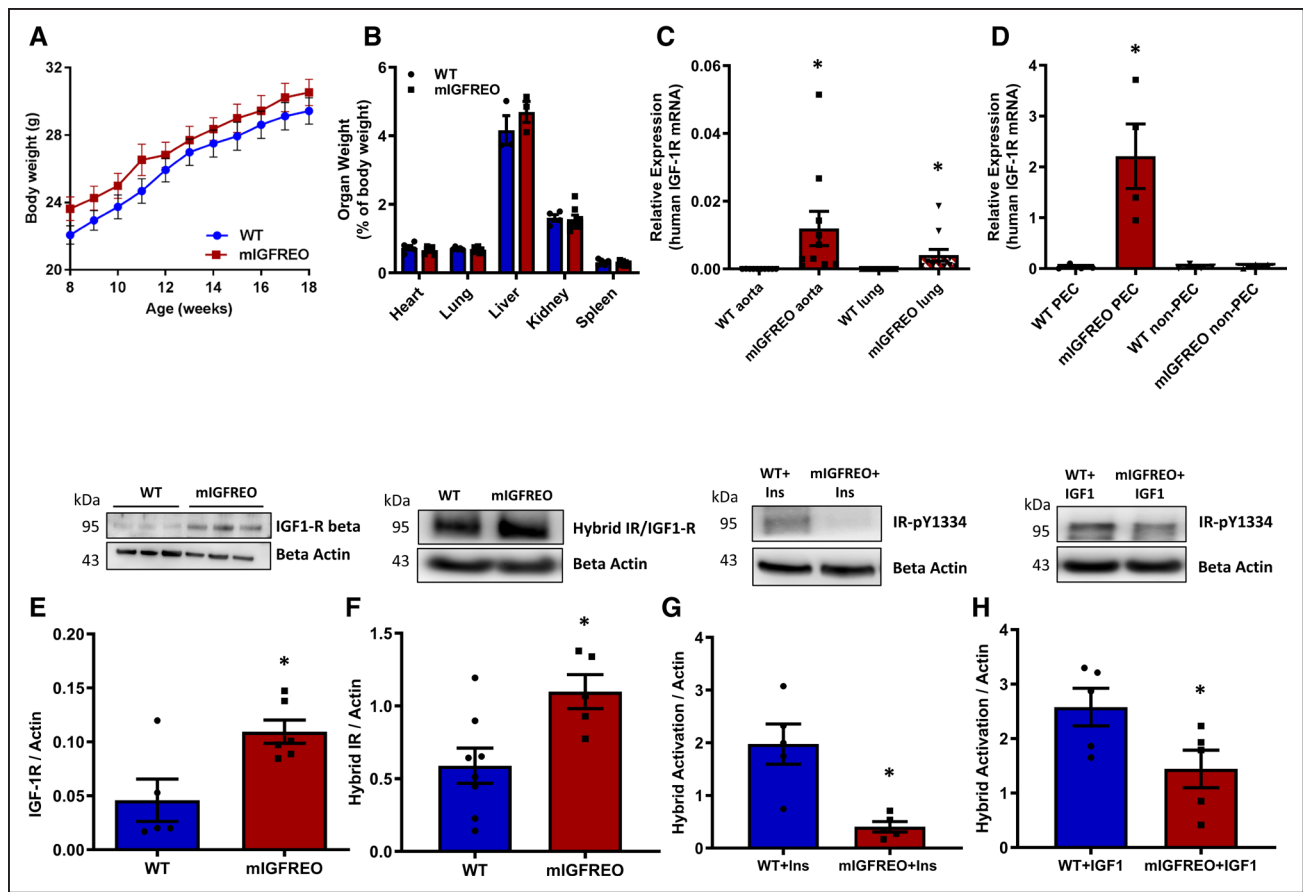 A
Body weight (g)
32
28
24
20
8
10
12
14
16
18
Age (weeks)
WT
mIGFREO
B
Organ Weight
(% of body weight)
6
4
2
0
WT
mIGFREO
Heart
Lung
Liver
Kidney
Spleen
C
Relative Expression
(human IGF-1R mRNA)
0.06
0.04
0.02
0.00
*
*
WT aorta
mIGFREO aorta
WT lung
mIGFREO lung
D
Relative Expression
(human IGF-1R mRNA)
4
3
2
1
0
*
WT PEC
mIGFREO PEC
WT non-PEC
mIGFREO non-PEC
kDa
WT
mIGFREO
95
IGF1-R beta
43
Beta Actin
E
IGF-1R / Actin
0.20
0.15
0.10
0.05
0.00
*
WT
mIGFREO
kDa
WT
mIGFREO
95
Hybrid IR/IGF1-R
43
Beta Actin
F
Hybrid IR / Actin
1.5
1.0
0.5
0.0
*
WT
mIGFREO
kDa
WT+
Ins
mIGFREO+
Ins
95
IR-pY1334
43
Beta Actin
G
Hybrid Activation / Actin
4
3
2
1
0
*
WT+Ins
mIGFREO+Ins
kDa
WT+
IGF1
mIGFREO+
IGF1
95
IR-pY1334
43
Beta Actin
H
Hybrid Activation / Actin
4
3
2
1
0
*
WT+IGF1
mIGFREO+IGF1